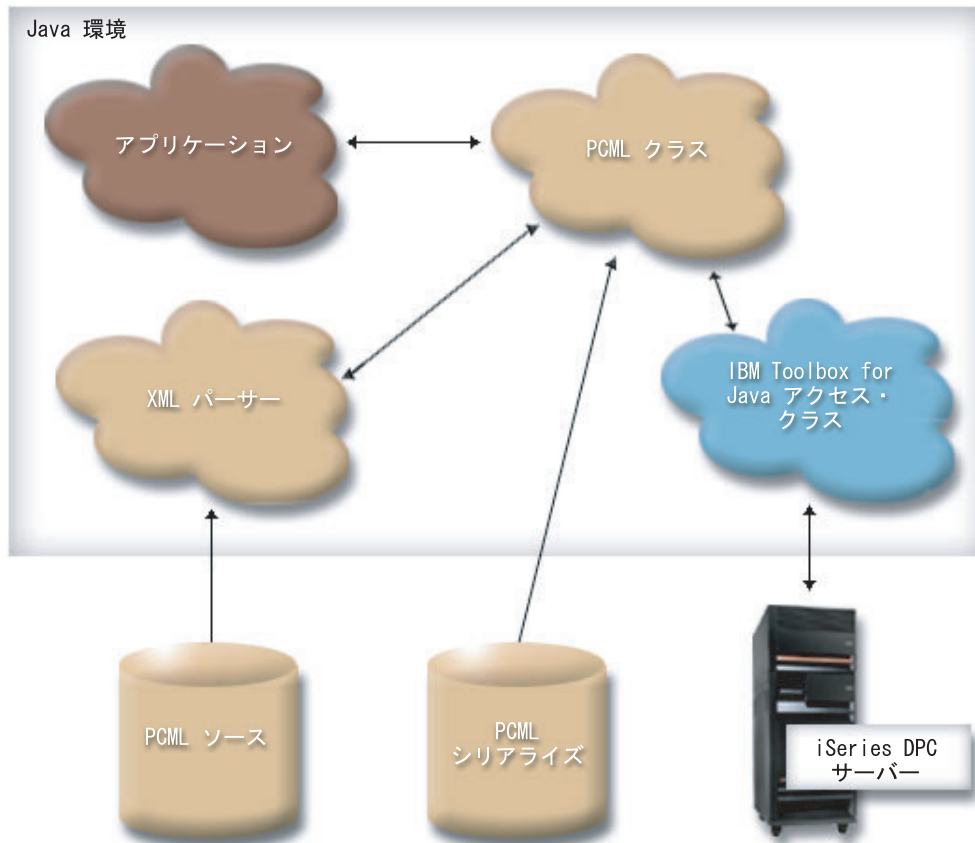 Java 環境
アプリケーション
PCML クラス
XML パーサー
IBM Toolbox for
Java アクセス・
クラス
PCML ソース
PCML
シリアライズ
iSeries DPC
サーバー